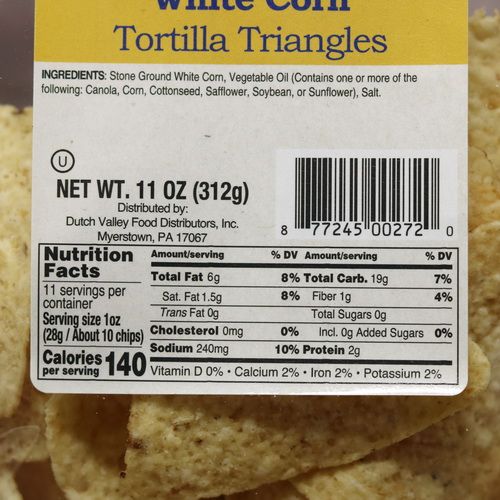 White Corn
Tortilla Triangles
INGREDIENTS: Stone Ground White Corn, Vegetable Oil (Contains one or more of the
following: Canola, Corn, Cottonseed, Safflower, Soybean, or Sunflower), Salt.
U
NET WT. 11 OZ (312g)
Distributed by:
Dutch Valley Food Distributors, Inc.
Myerstown, PA 17067
8 77245 00272 0
Nutrition
Facts
11 servings per
container
Serving size 1oz
(28g / About 10 chips)
Calories
per serving 140
Amount/serving % DV
Total Fat 6g 8%
Sat. Fat 1.5g 8%
Trans Fat 0g
Cholesterol 0mg 0%
Sodium 240mg 10%
Amount/serving % DV
Total Carb. 19g 7%
Fiber 1g 4%
Total Sugars 0g
Incl. 0g Added Sugars 0%
Protein 2g
Vitamin D 0% • Calcium 2% • Iron 2% • Potassium 2%